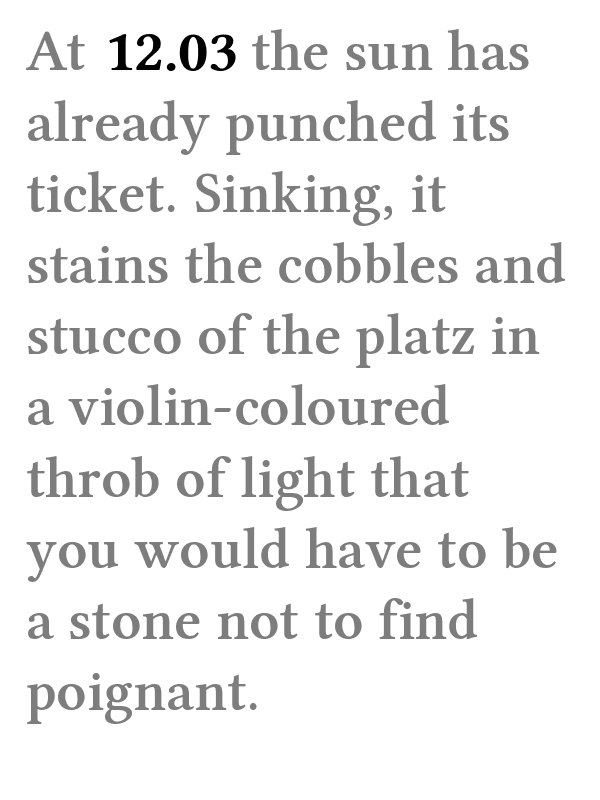 At 12.03 the sun has
already punched its
ticket. Sinking, it
stains the cobbles and
stucco of the platz in
a violin-coloured
throb of light that
you would have to be
a stone not to find
poignant.